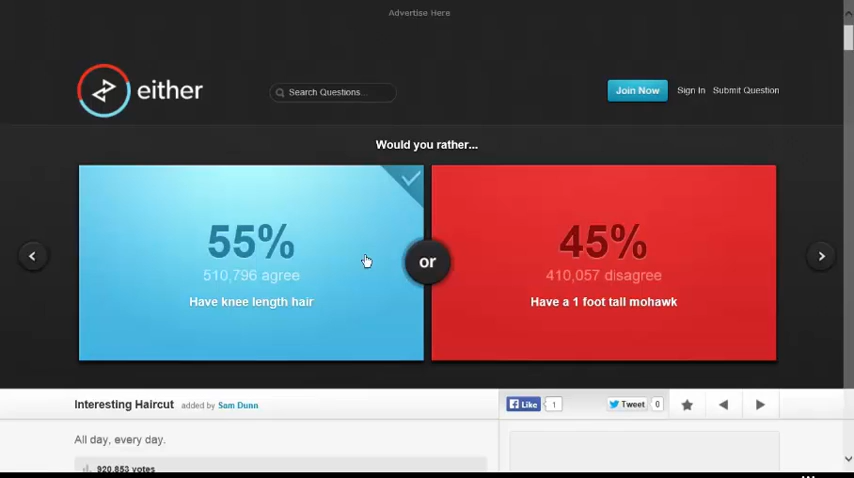 Advertise Here
either
Search Questions...
Join Now
Sign In
Submit Question
Would you rather...
55%
510,796 agree
Have knee length hair
or
45%
410,057 disagree
Have a 1 foot tall mohawk
Interesting Haircut added by Sam Dunn
Like 1
Tweet 0
All day, every day.
920,853 votes